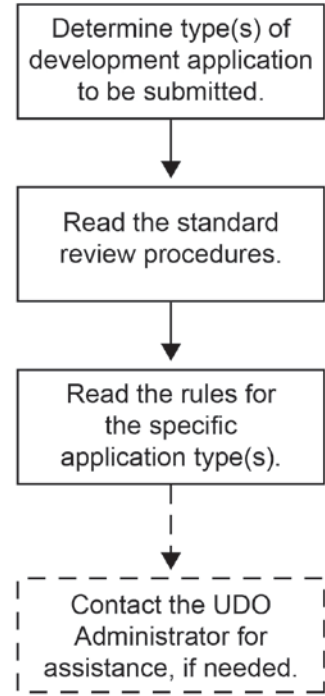 Determine type(s) of
development application
to be submitted.
Read the standard
review procedures.
Read the rules for
the specific
application type(s).
Contact the UDO
Administrator for
assistance, if needed.